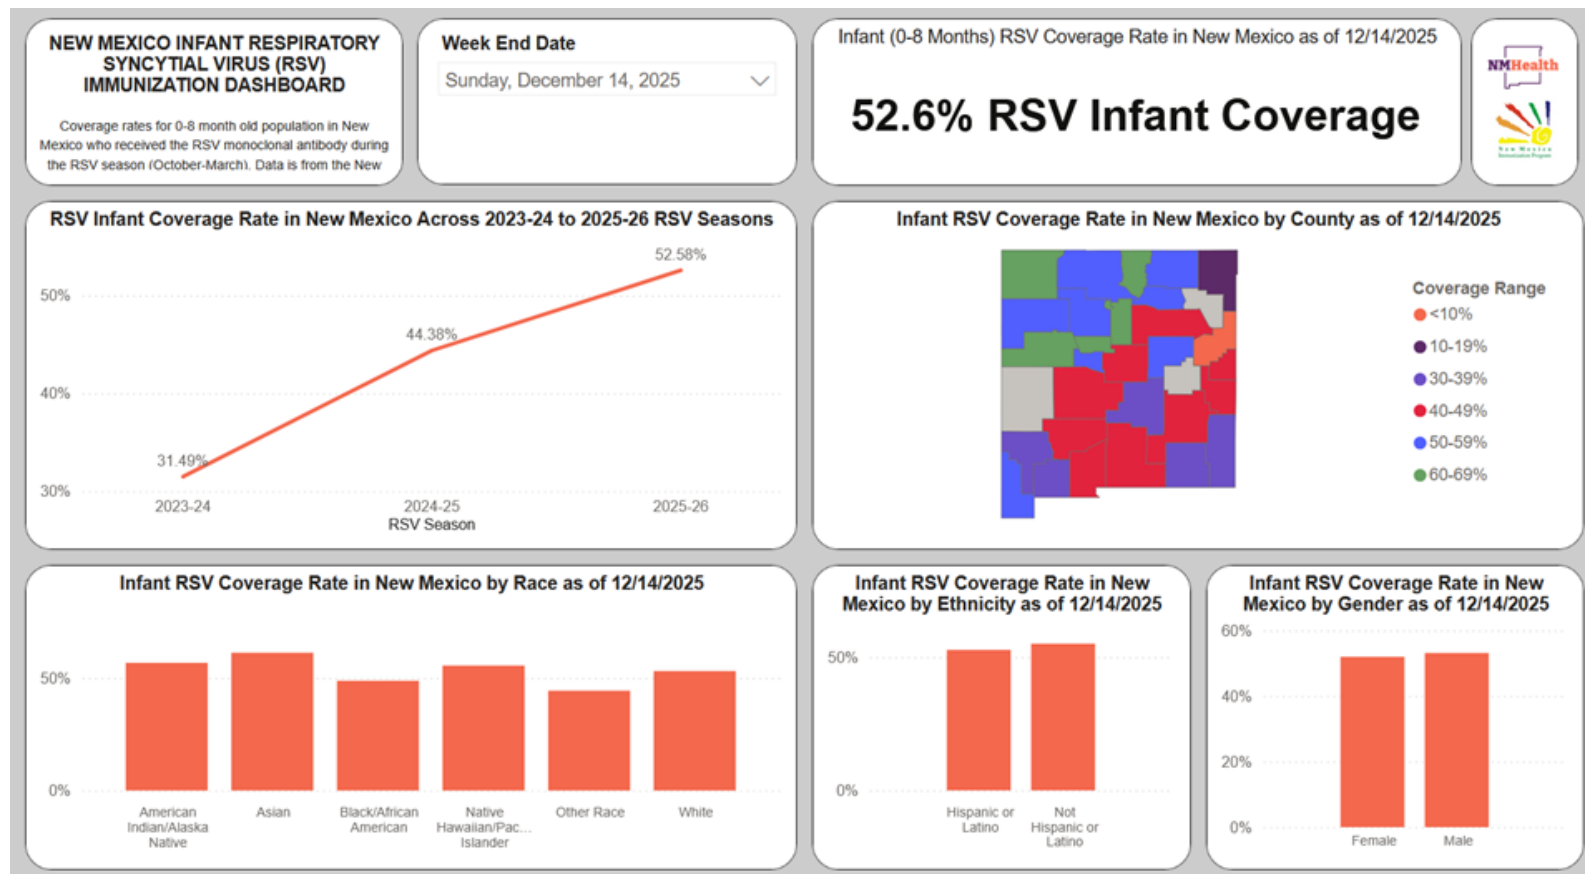 NEW MEXICO INFANT RESPIRATORY
SYNCYTIAL VIRUS (RSV)
IMMUNIZATION DASHBOARD
Coverage rates for 0-8 month old population in New
Mexico who received the RSV monoclonal antibody during
the RSV season (October-March). Data is from the New
Week End Date
Sunday, December 14, 2025
Infant (0-8 Months) RSV Coverage Rate in New Mexico as of 12/14/2025
52.6% RSV Infant Coverage
NMHealth
New Mexico
Immunization Program
RSV Infant Coverage Rate in New Mexico Across 2023-24 to 2025-26 RSV Seasons
52.58%
50%
44.38%
40%
31.49%
30%
2023-24
2024-25
2025-26
RSV Season
Infant RSV Coverage Rate in New Mexico by County as of 12/14/2025
Coverage Range
<10%
10-19%
30-39%
40-49%
50-59%
60-69%
Infant RSV Coverage Rate in New Mexico by Race as of 12/14/2025
50%
0%
American
Indian/Alaska
Native
Asian
Black/African
American
Native
Hawaiian/Pac...
Islander
Other Race
White
Infant RSV Coverage Rate in New
Mexico by Ethnicity as of 12/14/2025
50%
0%
Hispanic or
Latino
Not
Hispanic or
Latino
Infant RSV Coverage Rate in New
Mexico by Gender as of 12/14/2025
60%
40%
20%
0%
Female
Male